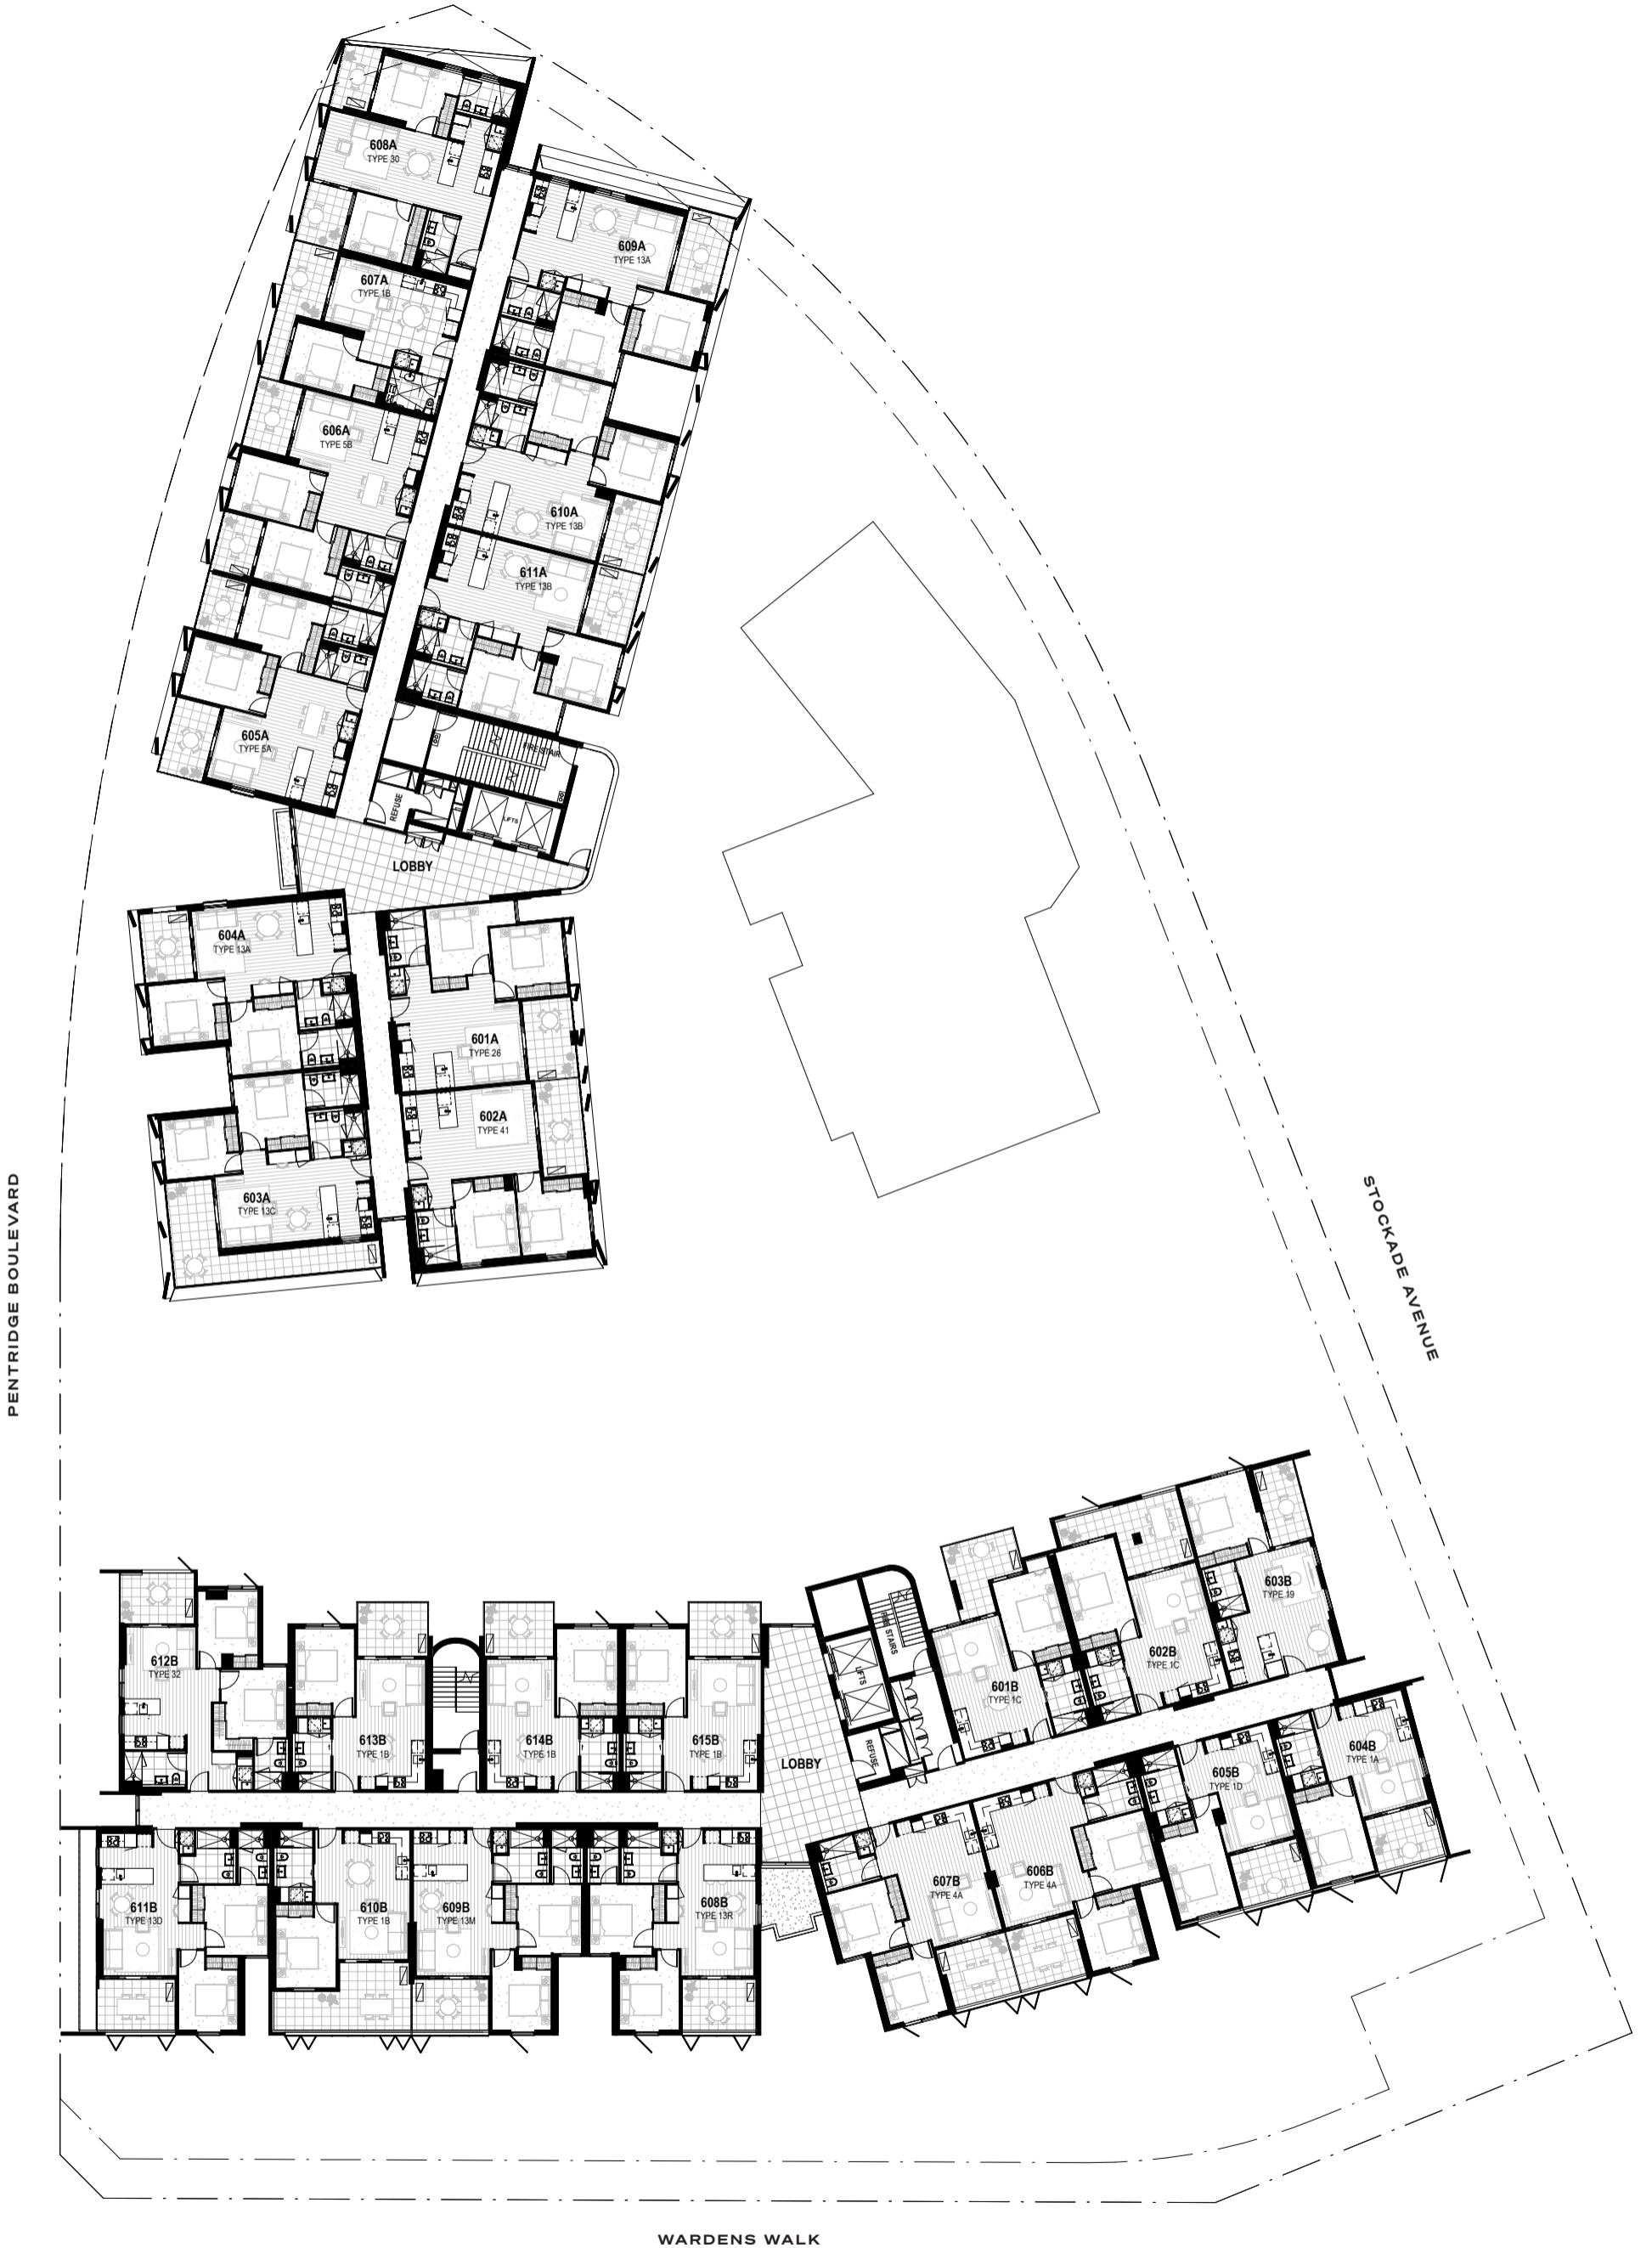 608A
TYPE 30
609A
TYPE 13A
607A
TYPE 1B
606A
TYPE 5B
610A
TYPE 13B
611A
TYPE 13B
605A
TYPE 5A
FIRE STAIR
REFUSE
LIFTS
LOBBY
604A
TYPE 13A
601A
TYPE 26
602A
TYPE 41
603A
TYPE 13C
PENTRIDGE BOULEVARD
STOCKADE AVENUE
603B
TYPE 19
602B
TYPE 1C
601B
TYPE 1C
FIRE STAIRS
LIFTS
REFUSE
LOBBY
612B
TYPE 32
613B
TYPE 1B
614B
TYPE 1B
615B
TYPE 1B
604B
TYPE 1A
605B
TYPE 1D
606B
TYPE 4A
607B
TYPE 4A
611B
TYPE 13D
610B
TYPE 1B
609B
TYPE 13M
608B
TYPE 13R
WARDENS WALK